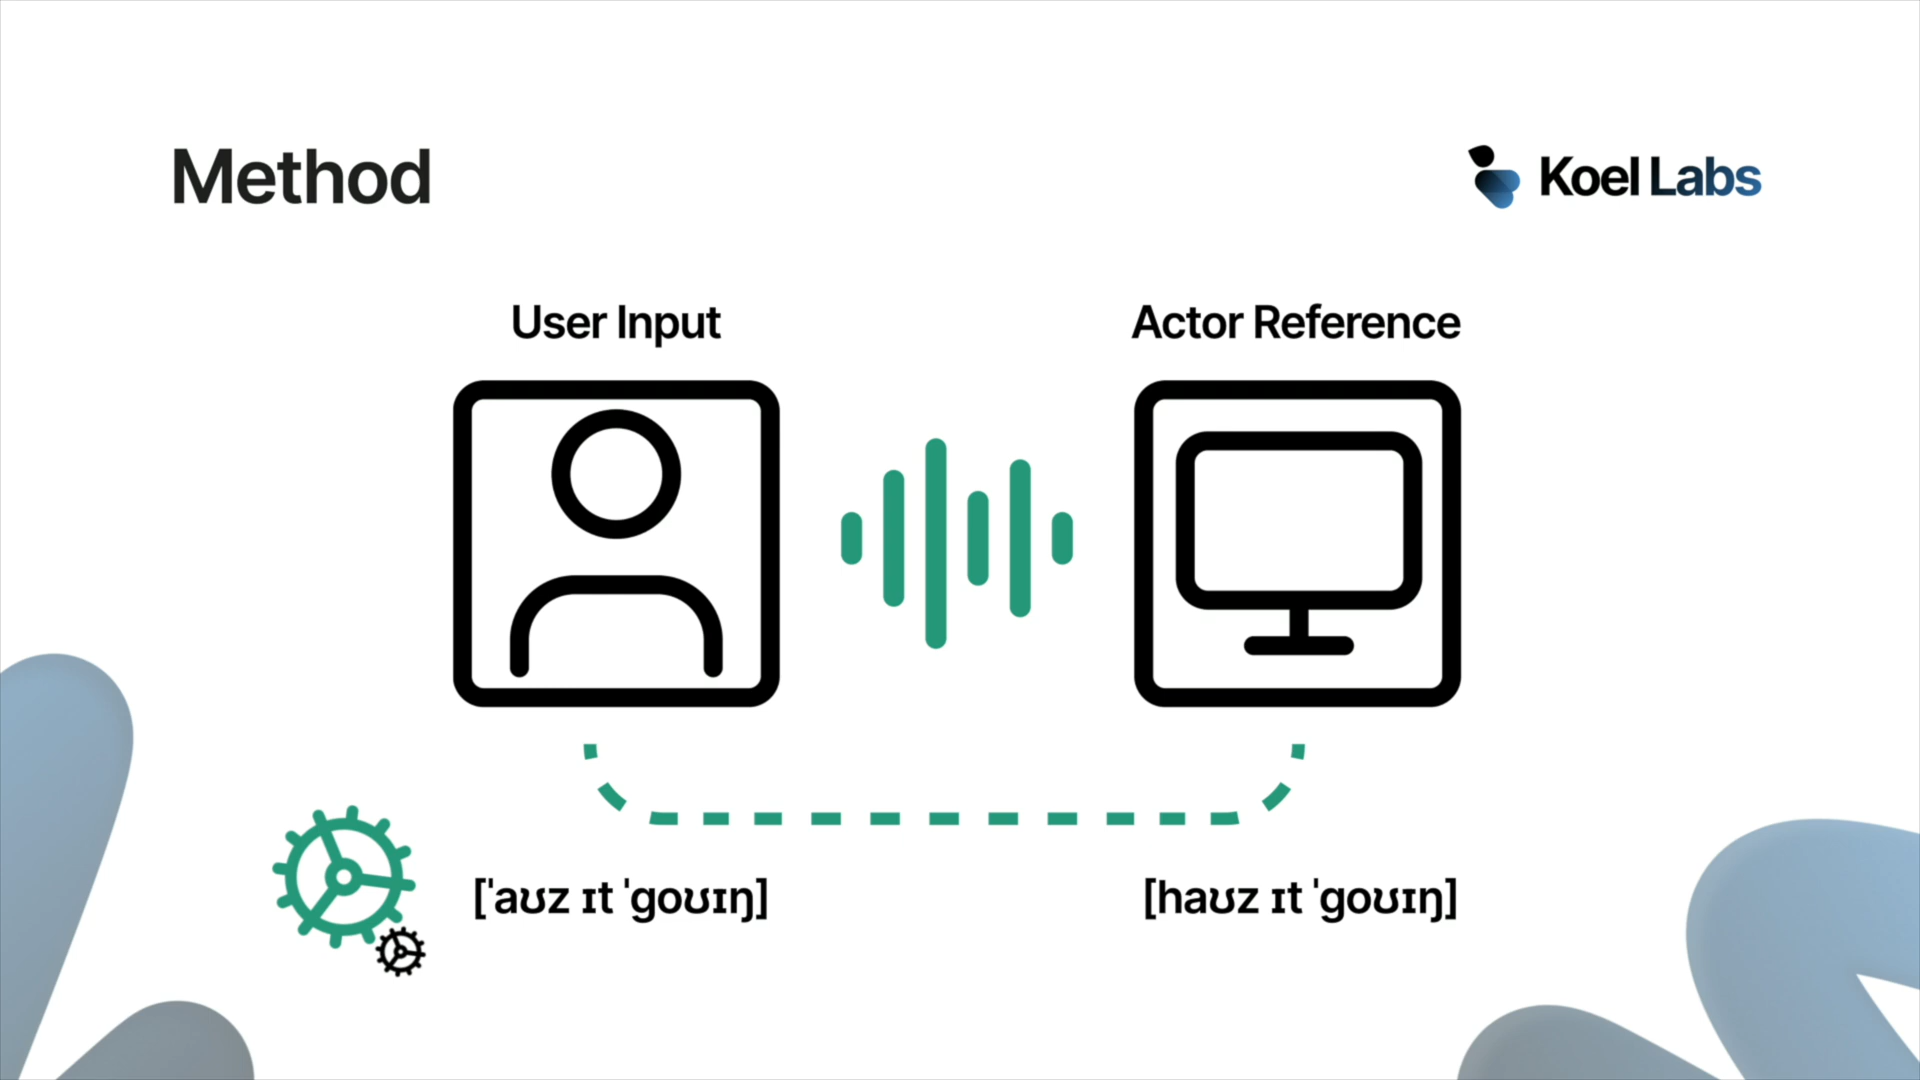 Method
Koel Labs
User Input
Actor Reference
[ˈaʊz ɪt ˈgoʊɪŋ]
[haʊz ɪt ˈgoʊɪŋ]